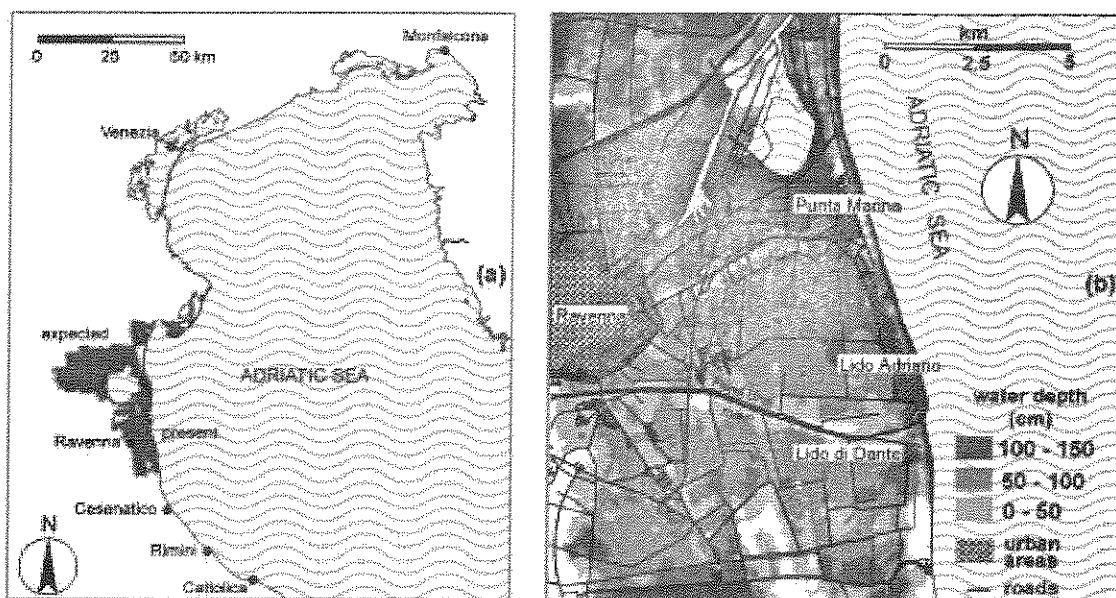 0 25 50 km
Monfalcone
Venezia
(a)
expected
ADRIATIC SEA
present
Ravenna
Cesenatico
N
Rimini
Cattolica
km
0 2,5 5
ADRIATIC SEA
N
Punta Marina
(b)
Ravenna
Lido Adriano
water depth
(cm)
100 - 150
Lido di Dante
50 - 100
0 - 50
urban
areas
roads